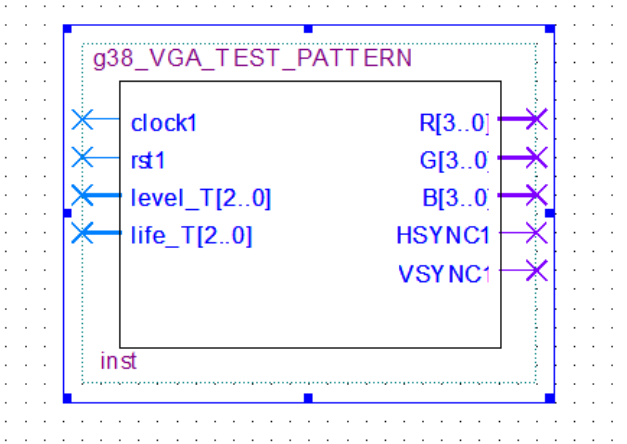 g38_VGA_TEST_PATTERN
clock1 R[3..0]
rst1 G[3..0]
level_T[2..0] B[3..0]
life_T[2..0] HSYNC1
VSYNC1
inst